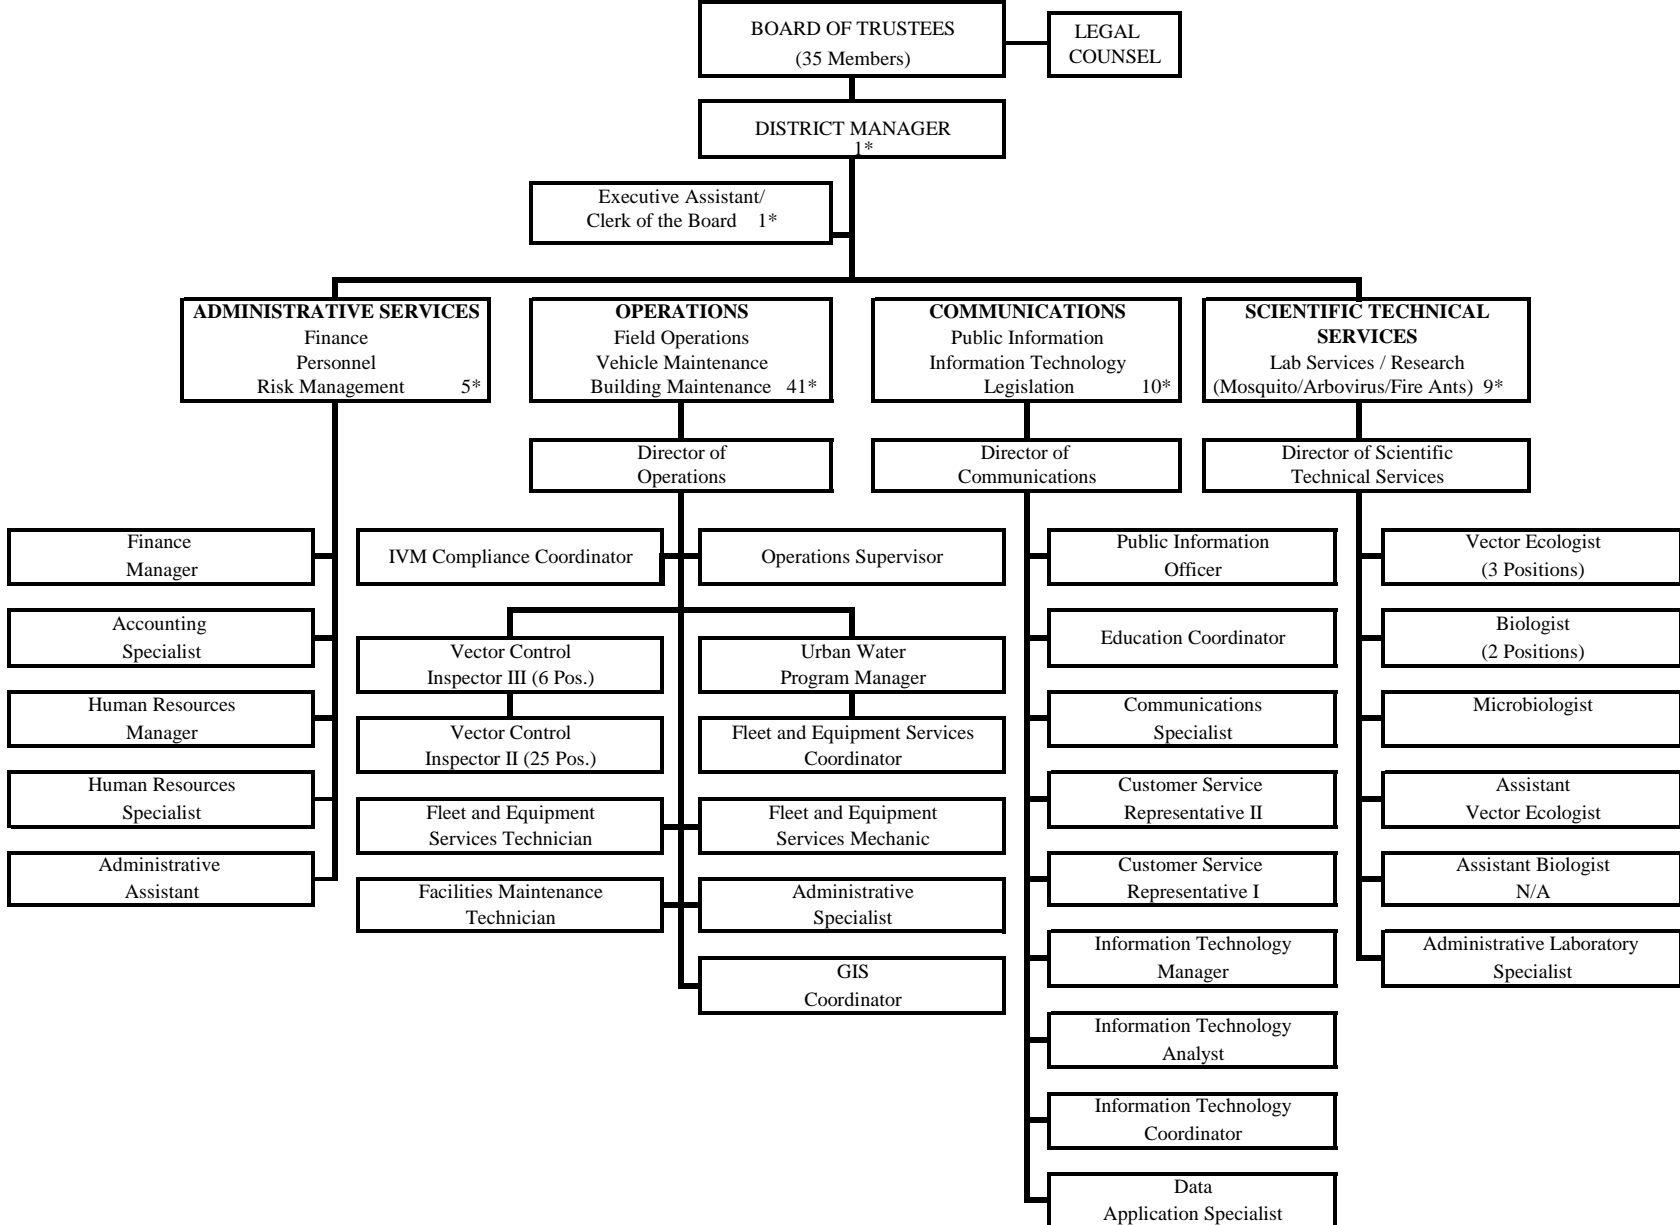 BOARD OF TRUSTEES
(35 Members)
LEGAL
COUNSEL
DISTRICT MANAGER
1*
Executive Assistant/
Clerk of the Board 1*
ADMINISTRATIVE SERVICES
Finance
Personnel
Risk Management 5*
OPERATIONS
Field Operations
Vehicle Maintenance
Building Maintenance 41*
COMMUNICATIONS
Public Information
Information Technology
Legislation 10*
SCIENTIFIC TECHNICAL
SERVICES
Lab Services / Research
(Mosquito/Arbovirus/Fire Ants) 9*
Director of
Operations
Director of
Communications
Director of Scientific
Technical Services
Finance
Manager
Accounting
Specialist
Human Resources
Manager
Human Resources
Specialist
Administrative
Assistant
IVM Compliance Coordinator
Operations Supervisor
Vector Control
Inspector III (6 Pos.)
Urban Water
Program Manager
Vector Control
Inspector II (25 Pos.)
Fleet and Equipment Services
Coordinator
Fleet and Equipment
Services Technician
Fleet and Equipment
Services Mechanic
Facilities Maintenance
Technician
Administrative
Specialist
GIS
Coordinator
Public Information
Officer
Education Coordinator
Communications
Specialist
Customer Service
Representative II
Customer Service
Representative I
Information Technology
Manager
Information Technology
Analyst
Information Technology
Coordinator
Data
Application Specialist
Vector Ecologist
(3 Positions)
Biologist
(2 Positions)
Microbiologist
Assistant
Vector Ecologist
Assistant Biologist
N/A
Administrative Laboratory
Specialist